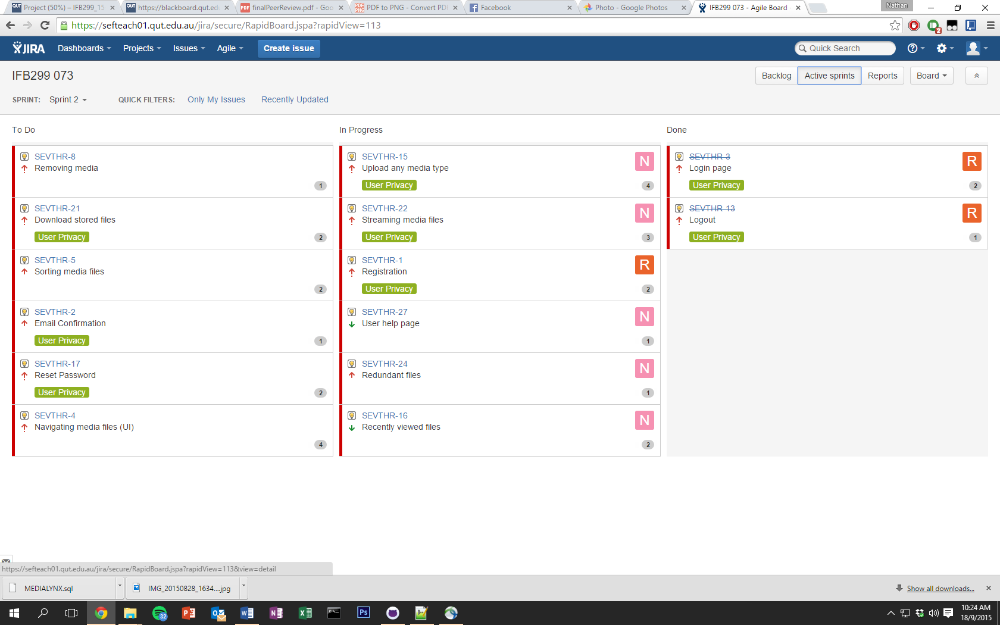 Project (50%) – IFB299_15
https://blackboard.qut.edu
finalPeerReview.pdf - Goo
PDF to PNG - Convert PDF
Facebook
Photo - Google Photos
IFB299 073 - Agile Board -
Nathan
https://sefteach01.qut.edu.au/jira/secure/RapidBoard.jspa?rapidView=113
2
JIRA
Dashboards
Projects
Issues
Agile
Create issue
Quick Search
IFB299 073
Backlog
Active sprints
Reports
Board
SPRINT:
Sprint 2
QUICK FILTERS:
Only My Issues
Recently Updated
To Do
SEVTHR-8
Removing media
1
SEVTHR-21
Download stored files
User Privacy
2
SEVTHR-5
Sorting media files
2
SEVTHR-2
Email Confirmation
User Privacy
1
SEVTHR-17
Reset Password
User Privacy
2
SEVTHR-4
Navigating media files (UI)
4
In Progress
SEVTHR-15
N
Upload any media type
User Privacy
4
SEVTHR-22
N
Streaming media files
User Privacy
3
SEVTHR-1
R
Registration
User Privacy
2
SEVTHR-27
N
User help page
1
SEVTHR-24
N
Redundant files
1
SEVTHR-16
N
Recently viewed files
2
Done
SEVTHR-3
R
Login page
User Privacy
2
SEVTHR-13
R
Logout
User Privacy
1
https://sefteach01.qut.edu.au/jira/secure/RapidBoard.jspa?rapidView=113&view=detail
MEDIALYNX.sql
IMG_20150828_1634....jpg
Show all downloads...
32
10:24 AM
18/9/2015